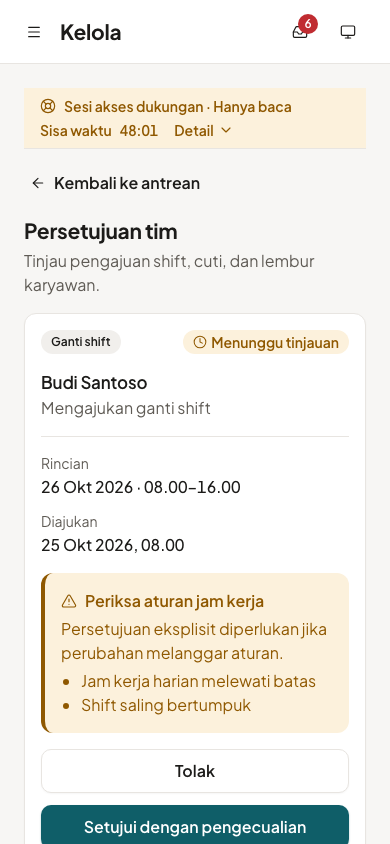 Kelola
6
Sesi akses dukungan · Hanya baca
Sisa waktu 48:01 Detail
Kembali ke antrean
Persetujuan tim
Tinjau pengajuan shift, cuti, dan lembur
karyawan.
Ganti shift
Menunggu tinjauan
Budi Santoso
Mengajukan ganti shift
Rincian
26 Okt 2026 · 08.00–16.00
Diajukan
25 Okt 2026, 08.00
Periksa aturan jam kerja
Persetujuan eksplisit diperlukan jika
perubahan melanggar aturan.
• Jam kerja harian melewati batas
• Shift saling bertumpuk
Tolak
Setujui dengan pengecualian